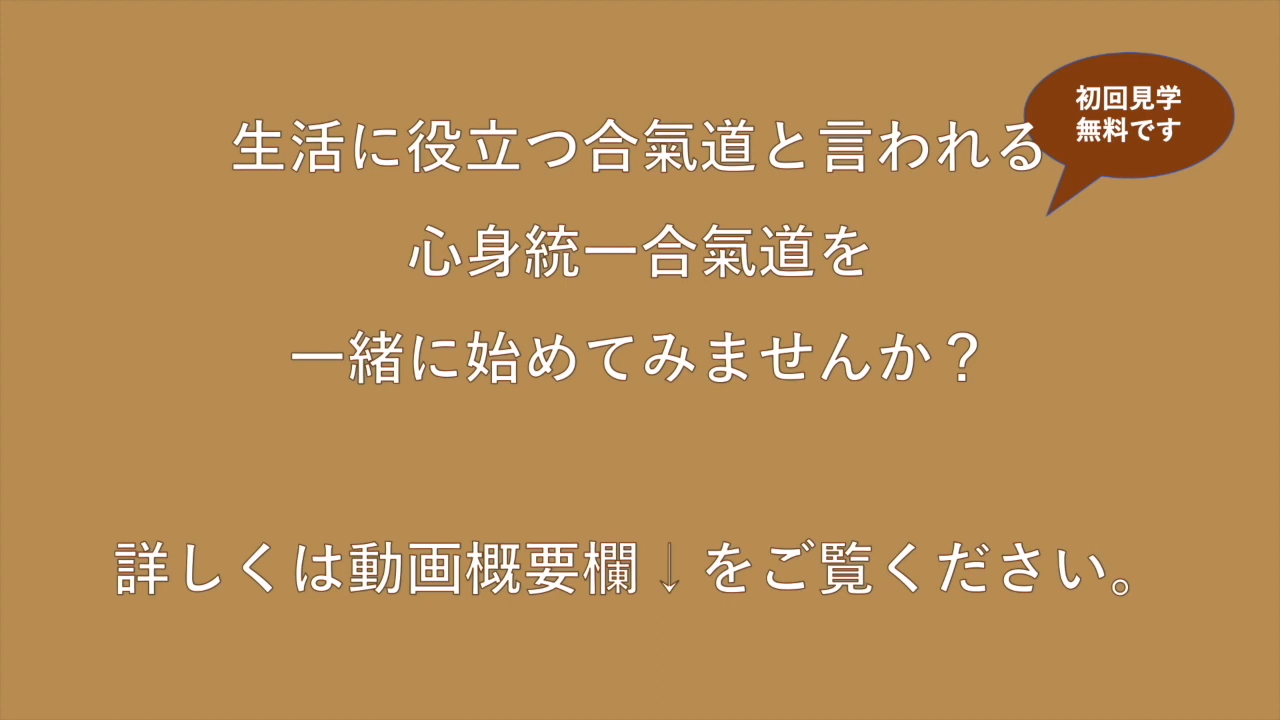 初回見学
無料です
生活に役立つ合氣道と言われる
心身統一合氣道を
一緒に始めてみませんか？
詳しくは動画概要欄↓をご覧ください。